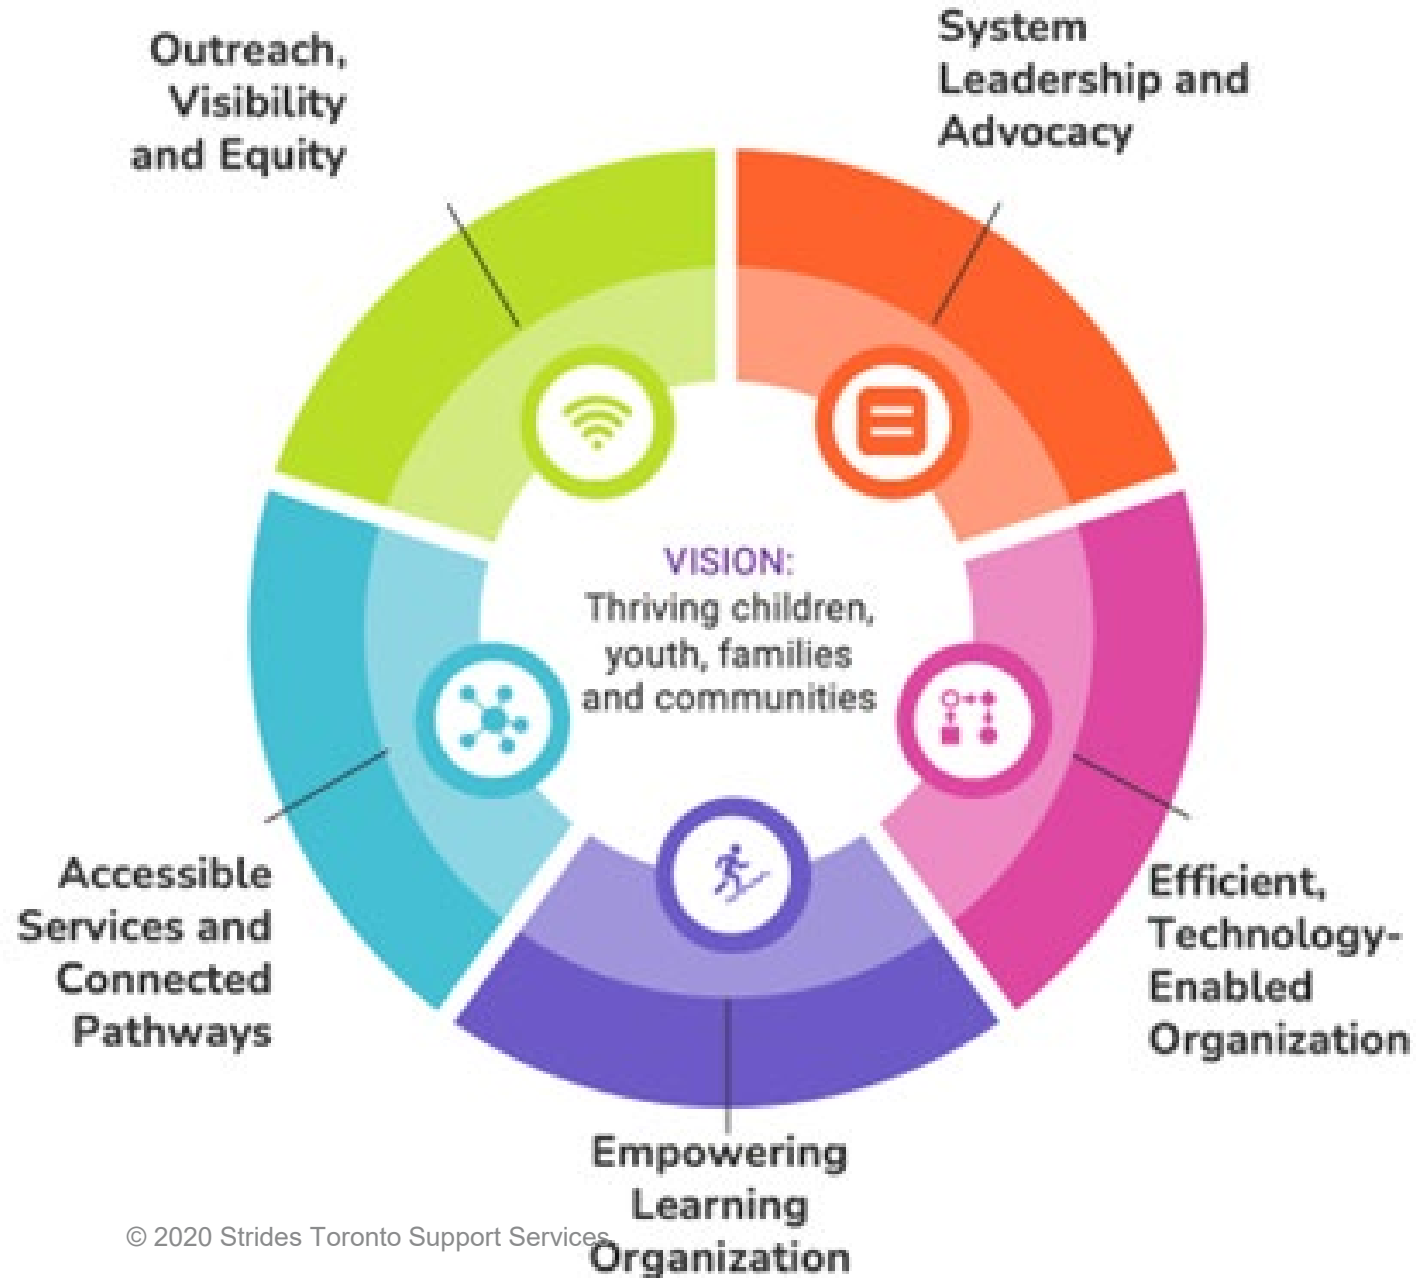 Outreach,
Visibility
and Equity
System
Leadership and
Advocacy
VISION:
Thriving children,
youth, families
and communities
Accessible
Services and
Connected
Pathways
Efficient,
Technology-
Enabled
Organization
Empowering
Learning
Organization
© 2020 Strides Toronto Support Services